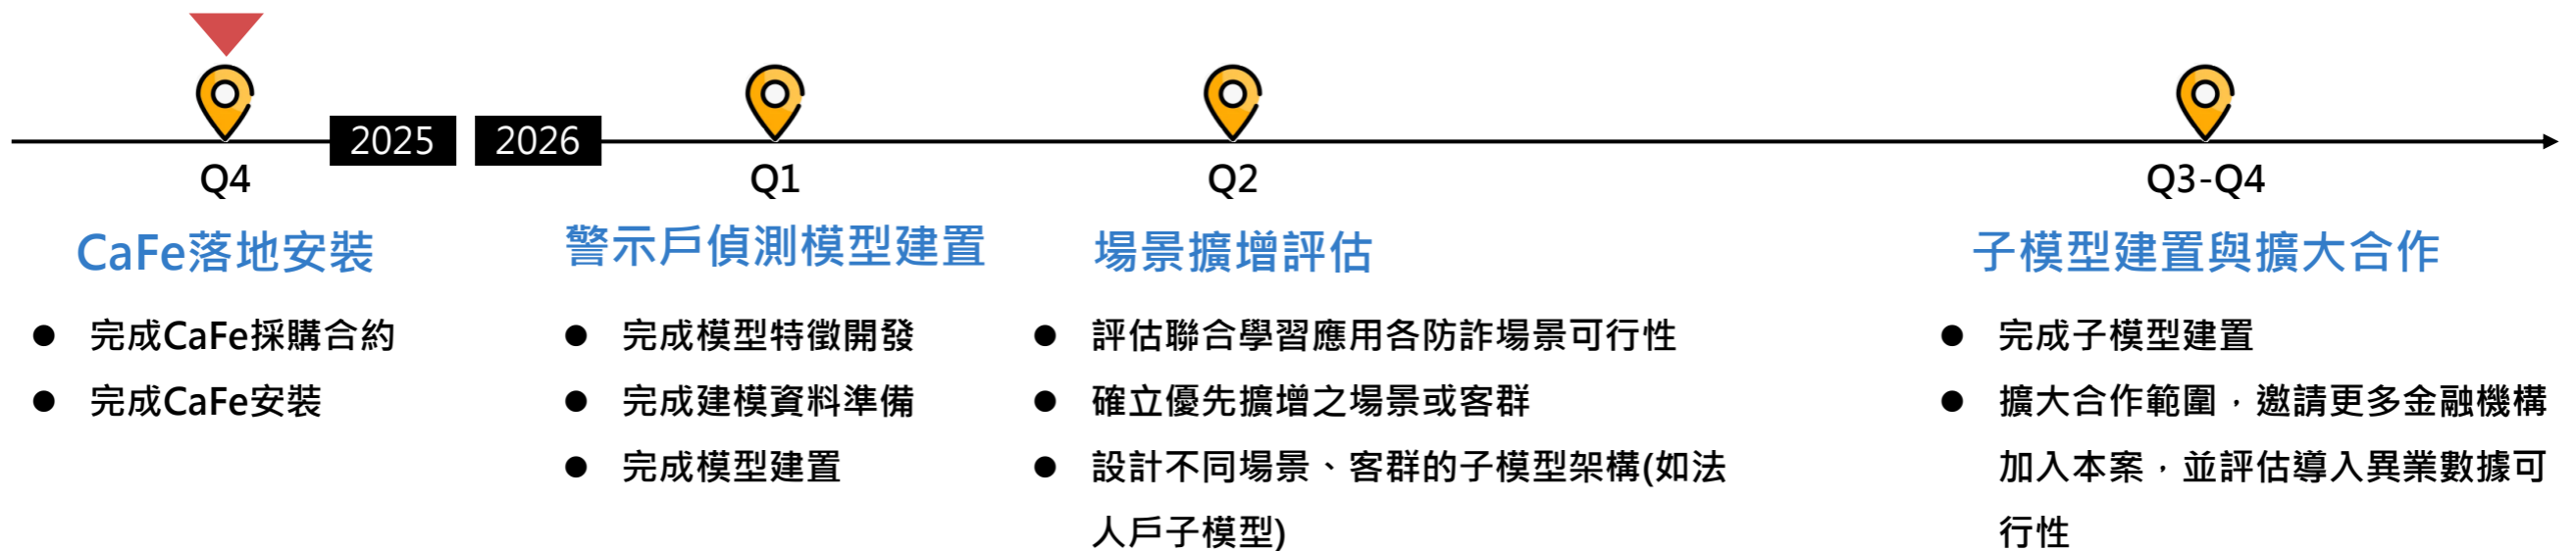 2025
2026
Q4
Q1
Q2
Q3-Q4
CaFe落地安裝
● 完成CaFe採購合約
● 完成CaFe安裝
警示戶偵測模型建置
● 完成模型特徵開發
● 完成建模資料準備
● 完成模型建置
場景擴增評估
● 評估聯合學習應用各防詐場景可行性
● 確立優先擴增之場景或客群
● 設計不同場景、客群的子模型架構(如法
人戶子模型)
子模型建置與擴大合作
● 完成子模型建置
● 擴大合作範圍，邀請更多金融機構
加入本案，並評估導入異業數據可
行性